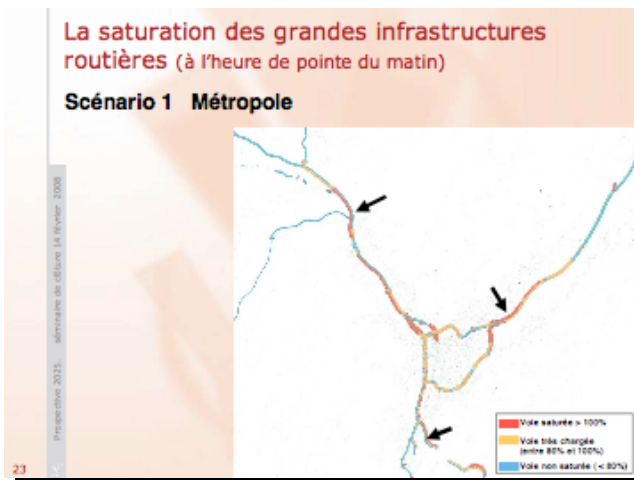 La saturation des grandes infrastructures
routières (à l'heure de pointe du matin)
Scénario 1 Métropole
Prospective 2025. séminaire de clôture 14 février 2008
Voie saturée > 100%
Voie très chargée
(entre 80% et 100%)
Voie non saturée (< 80%)
23